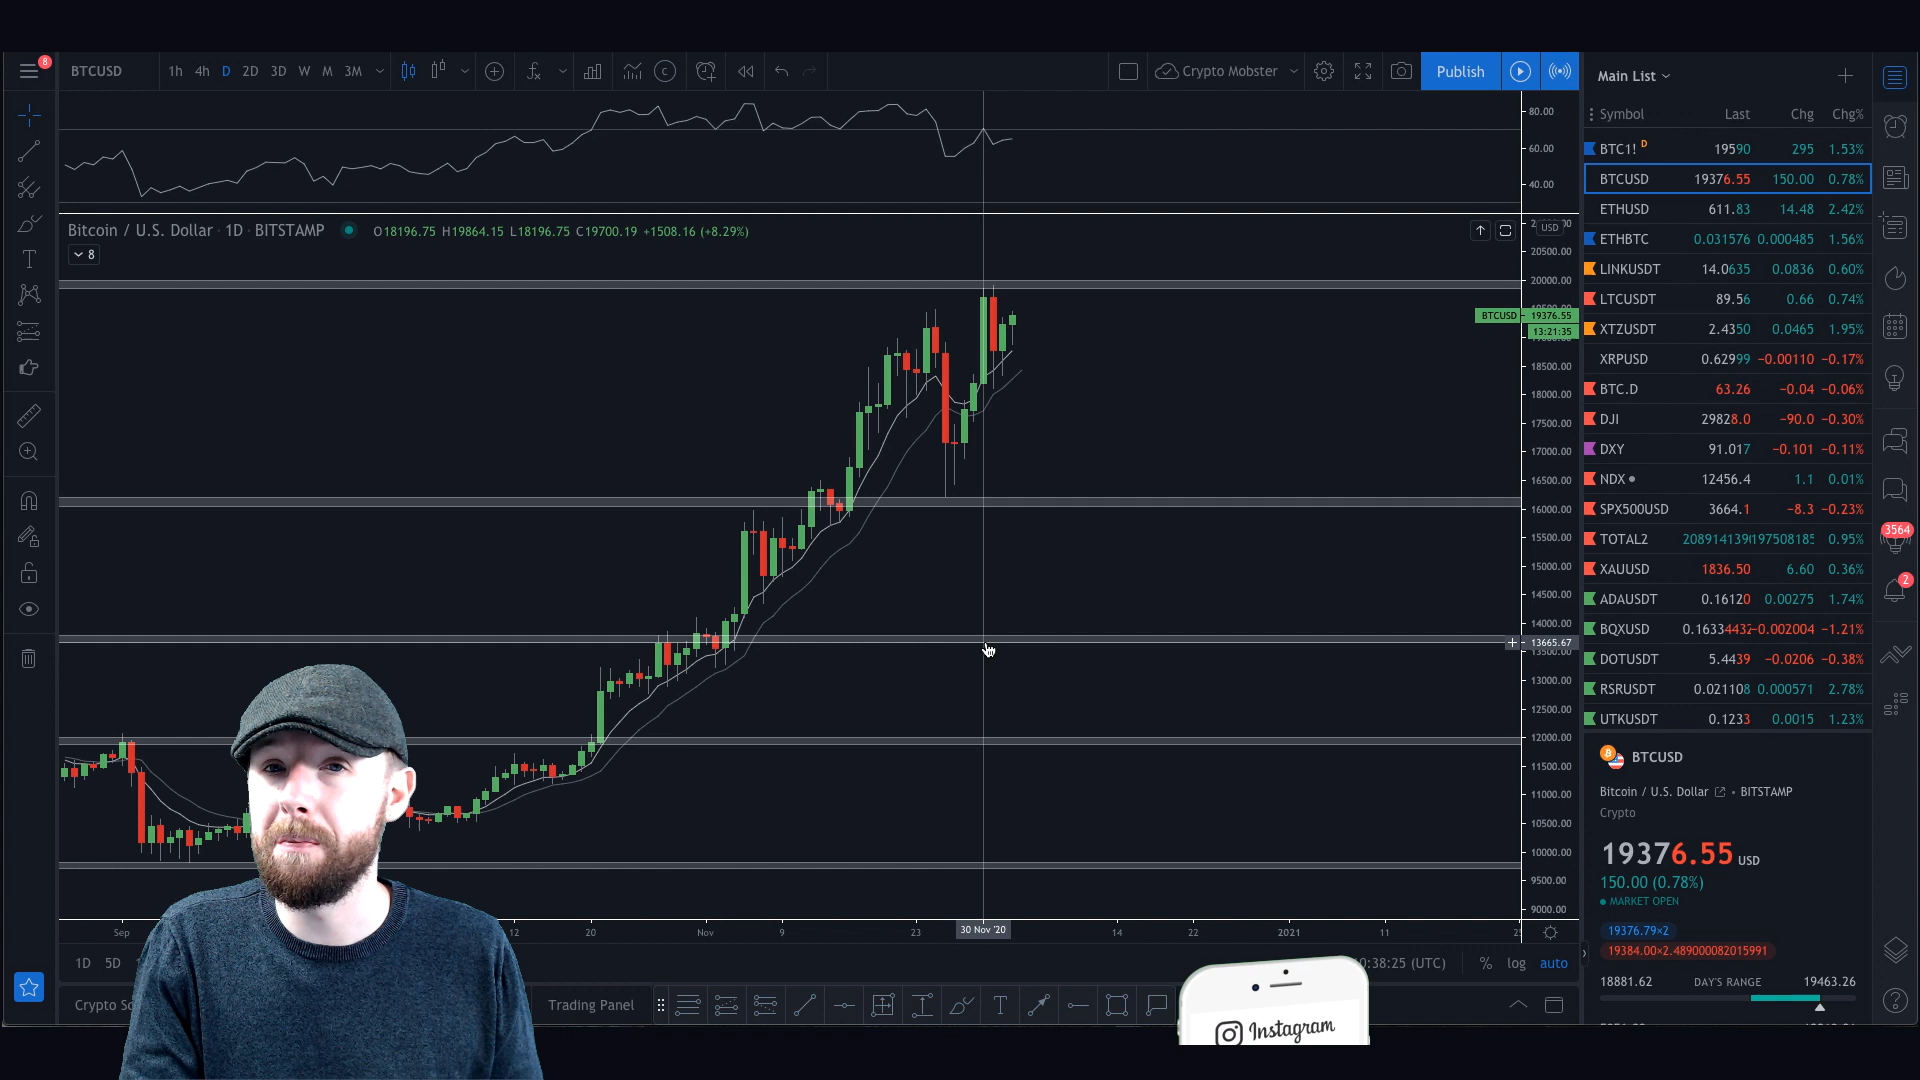 8
BTCUSD 1h 4h D 2D 3D W M 3M
Crypto Mobster
Publish
Main List
Symbol Last Chg Chg%
BTC1! D 19590 295 1.53%
BTCUSD 19376.55 150.00 0.78%
ETHUSD 611.83 14.48 2.42%
ETHBTC 0.031576 0.000485 1.56%
LINKUSDT 14.0635 0.0836 0.60%
LTCUSDT 89.56 0.66 0.74%
XTZUSDT 2.4350 0.0465 1.95%
XRPUSD 0.62999 −0.00110 −0.17%
BTC.D 63.26 −0.04 −0.06%
DJI 29828.0 −90.0 −0.30%
DXY 91.017 −0.101 −0.11%
NDX 12456.4 1.1 0.01%
SPX500USD 3664.1 −8.3 −0.23%
TOTAL2 0.95%
XAUUSD 1836.50 6.60 0.36%
ADAUSDT 0.16120 0.00275 1.74%
BQXUSD −0.002004 −1.21%
DOTUSDT 5.4439 −0.0206 −0.38%
RSRUSDT 0.021108 0.000571 2.78%
UTKUSDT 0.1233 0.0015 1.23%
3564
2
80.00
60.00
40.00
Bitcoin / U.S. Dollar · 1D · BITSTAMP O18196.75 H19864.15 L18196.75 C19700.19 +1508.16 (+8.29%)
8
USD
20500.00
20000.00
BTCUSD 19376.55
13:21:35
18500.00
18000.00
17500.00
17000.00
16500.00
16000.00
15500.00
15000.00
14500.00
14000.00
13665.67
13500.00
13000.00
12500.00
12000.00
11500.00
11000.00
10500.00
10000.00
9500.00
9000.00
Sep 12 20 Nov 9 23 30 Nov '20 14 22 2021 11
1D 5D
:38:25 (UTC) % log auto
Trading Panel
Instagram
BTCUSD
Bitcoin / U.S. Dollar • BITSTAMP
Crypto
19376.55 USD
150.00 (0.78%)
MARKET OPEN
19376.79×2
19384.00×2.489000082015991
18881.62 DAY'S RANGE 19463.26